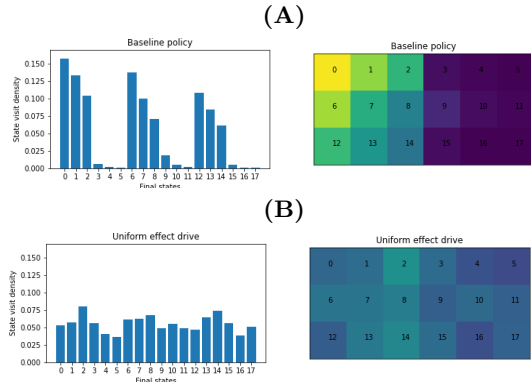 (A)
Baseline policy
State visit density
0.150
0.125
0.100
0.075
0.050
0.025
0.000
0 1 2 3 4 5 6 7 8 9 10 11 12 13 14 15 16 17
Final states
Baseline policy
0 1 2 3 4 5
6 7 8 9 10 11
12 13 14 15 16 17
(B)
Uniform effect drive
State visit density
0.150
0.125
0.100
0.075
0.050
0.025
0.000
0 1 2 3 4 5 6 7 8 9 10 11 12 13 14 15 16 17
Final states
Uniform effect drive
0 1 2 3 4 5
6 7 8 9 10 11
12 13 14 15 16 17